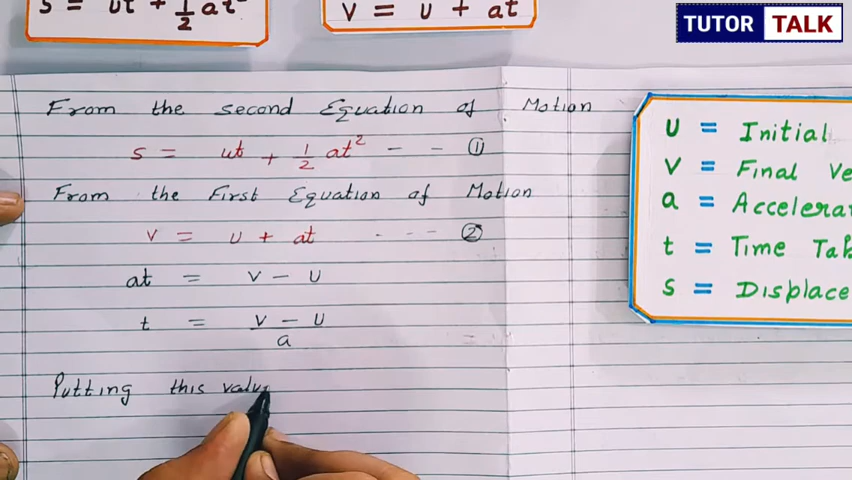 s = ut + 1/2 at²
v = u + at
TUTOR TALK
From the second Equation of Motion
s = ut + 1/2 at² - - ①
From the First Equation of Motion
v = u + at - - - ②
at = v - u
t = v - u / a
Putting this valu
u = Initial
v = Final Ve
a = Accelera
t = Time Tak
s = Displace